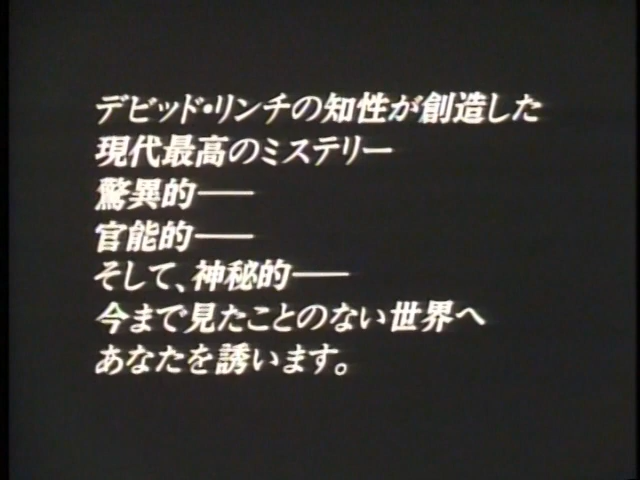 デビッド・リンチの知性が創造した
現代最高のミステリー
驚異的──
官能的──
そして、神秘的──
今まで見たことのない世界へ
あなたを誘います。